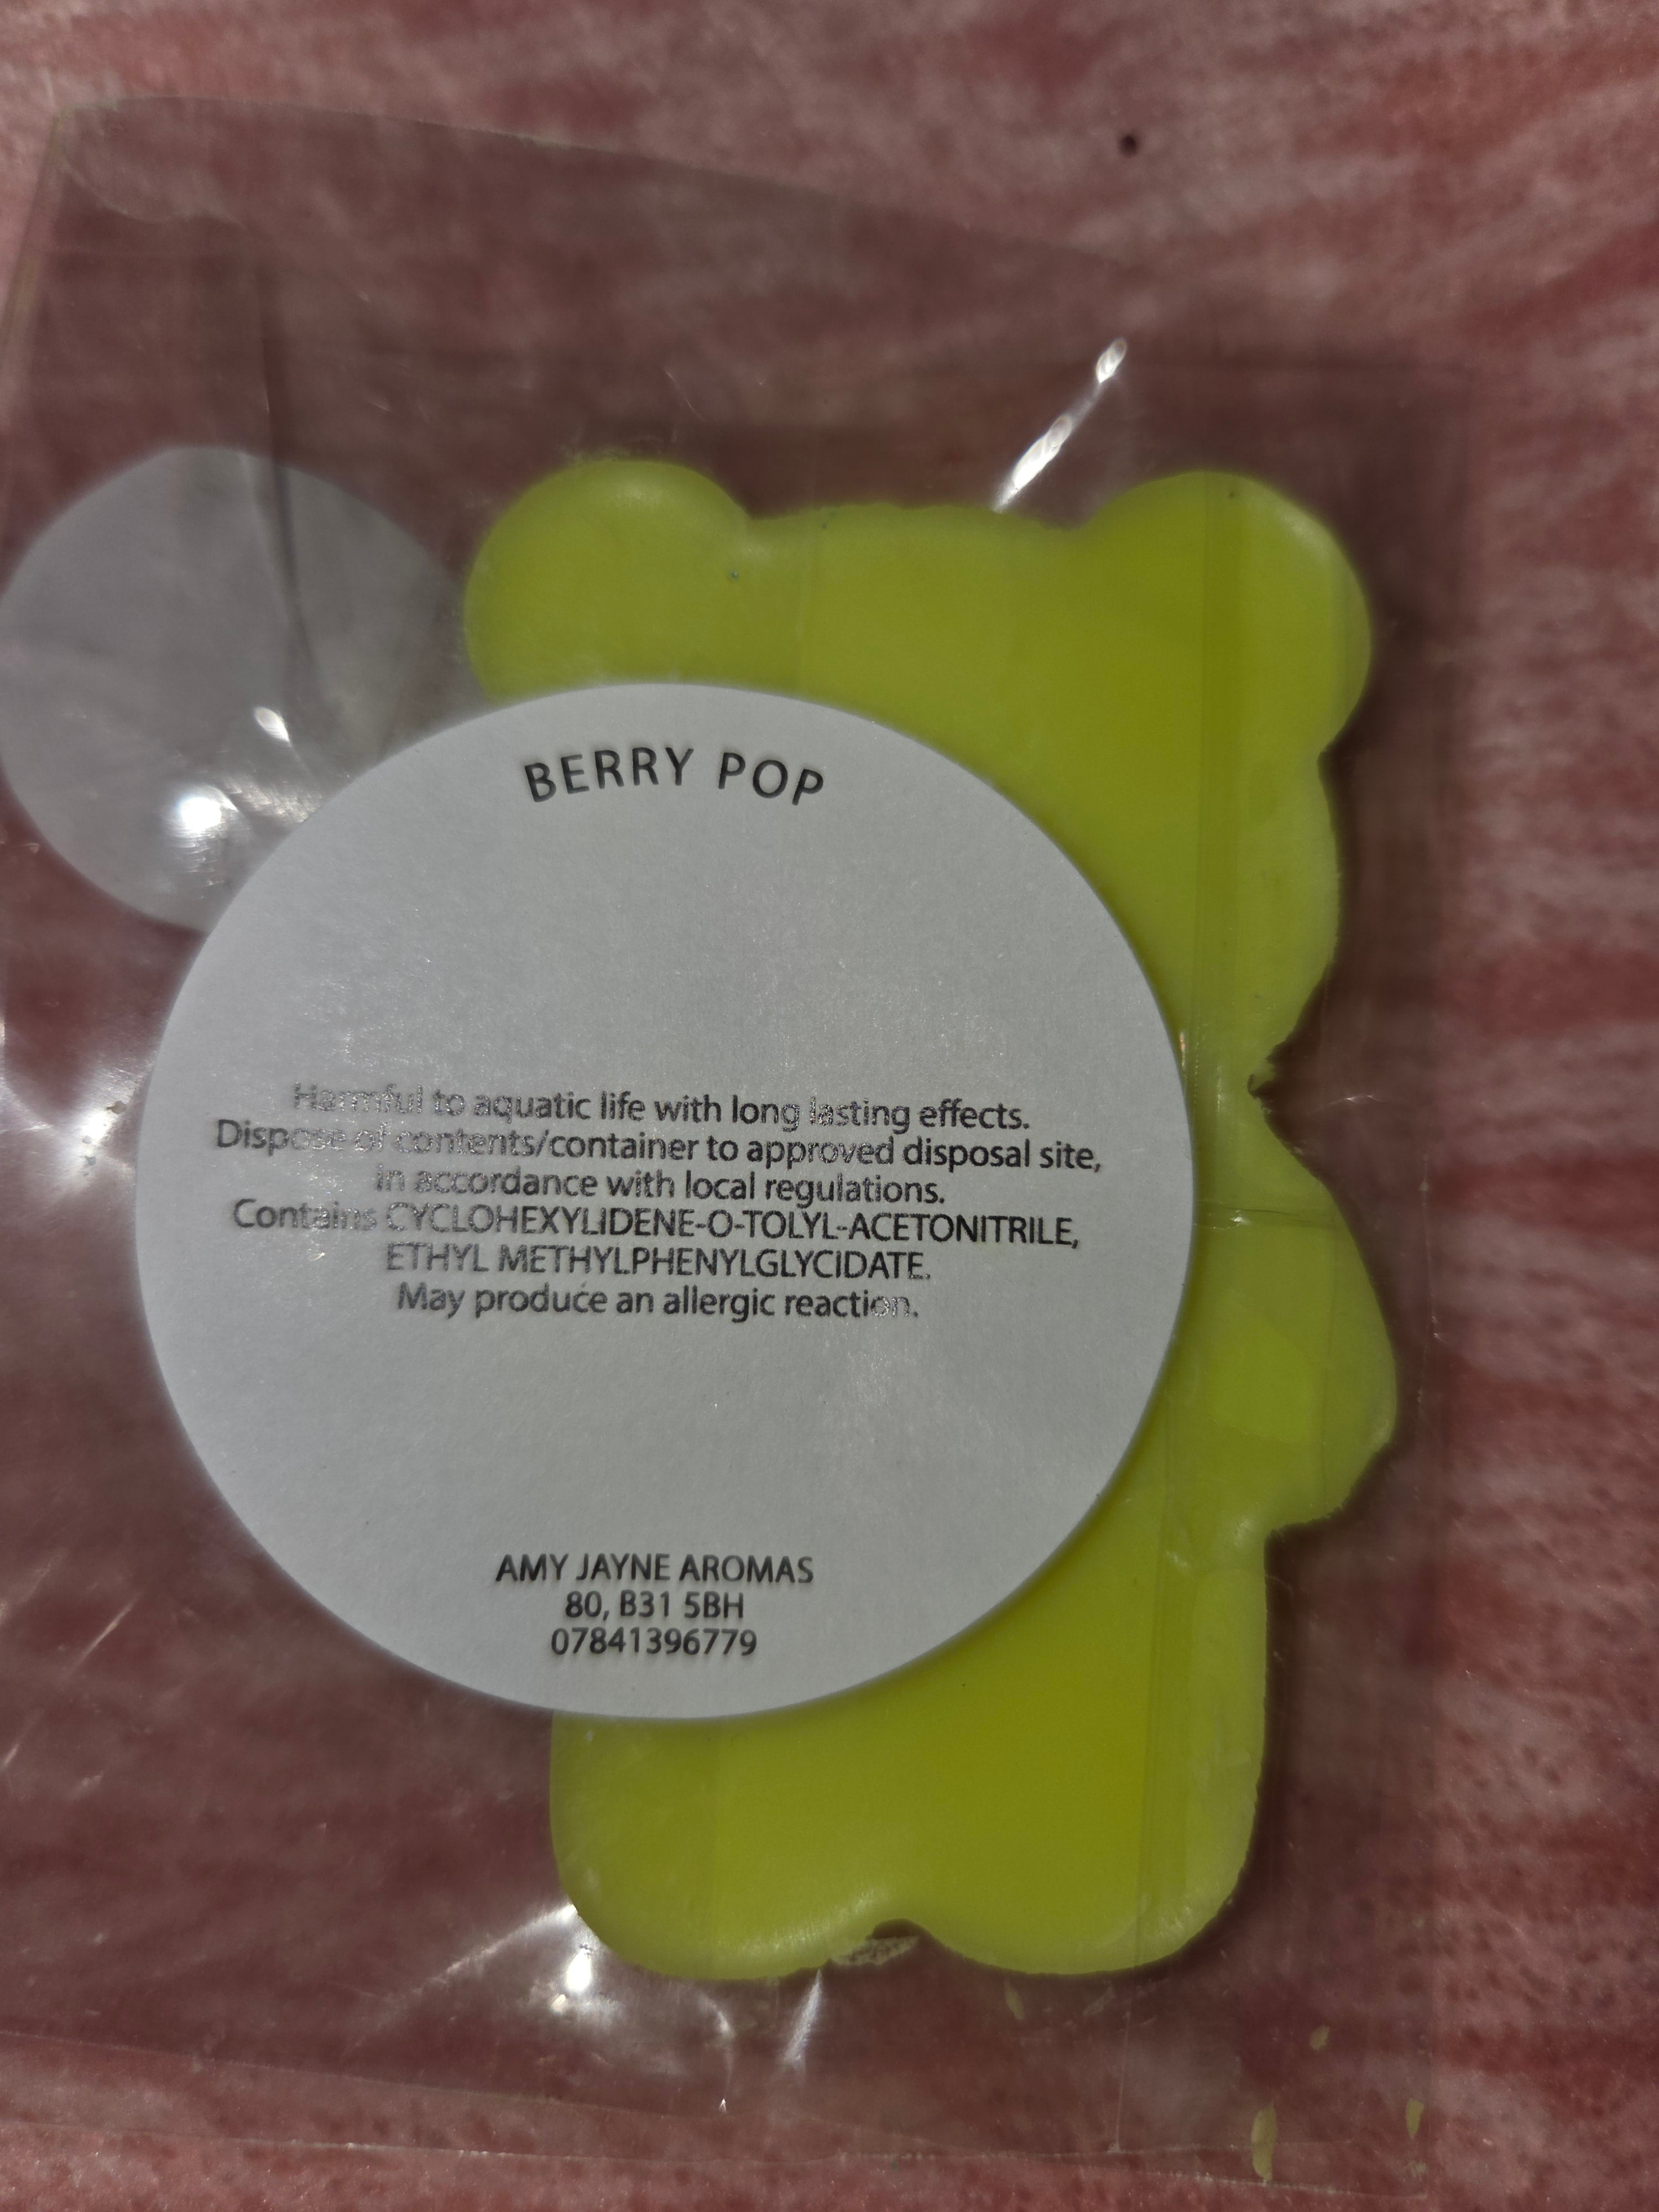 BERRY POP
Harmful to aquatic life with long lasting effects.
Dispose of contents/container to approved disposal site,
in accordance with local regulations.
Contains CYCLOHEXYLIDENE-O-TOLYL-ACETONITRILE,
ETHYL METHYLPHENYLGLYCIDATE.
May produce an allergic reaction.
AMY JAYNE AROMAS
80, B31 5BH
07841396779